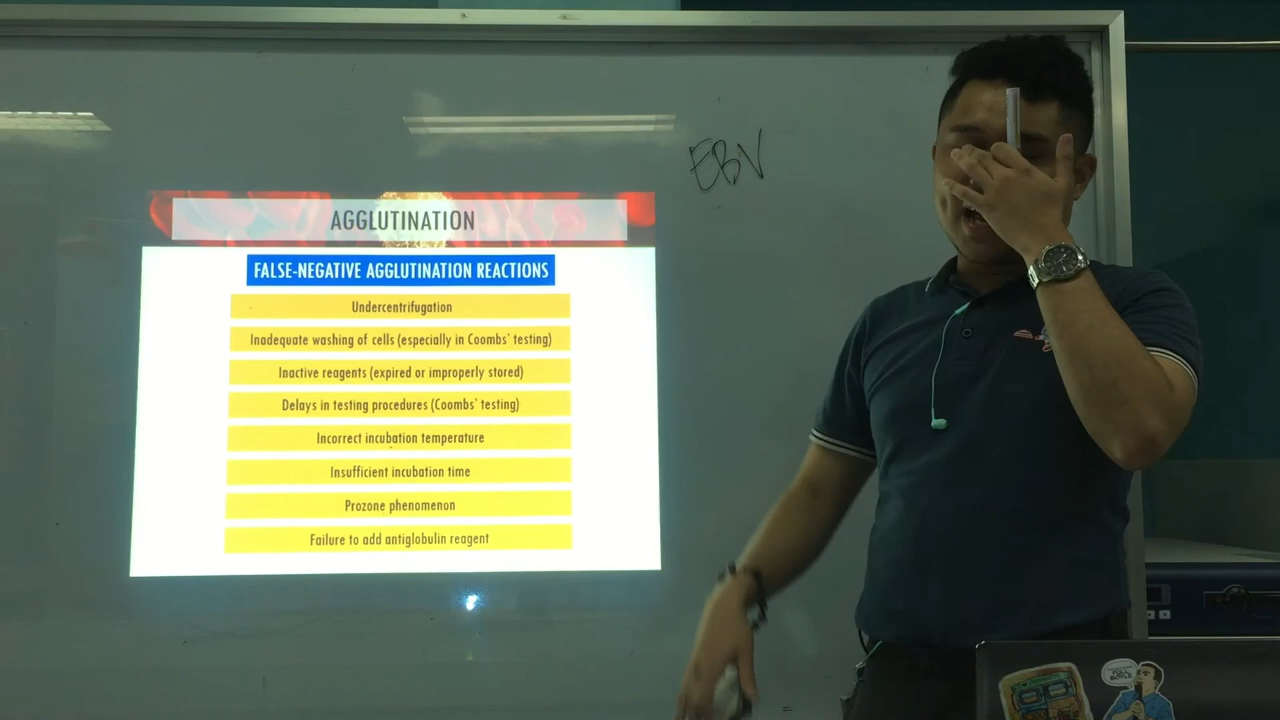 EBV
AGGLUTINATION
FALSE-NEGATIVE AGGLUTINATION REACTIONS
Undercentrifugation
Inadequate washing of cells (especially in Coombs' testing)
Inactive reagents (expired or improperly stored)
Delays in testing procedures (Coombs' testing)
Incorrect incubation temperature
Insufficient incubation time
Prozone phenomenon
Failure to add antiglobulin reagent
FULL
BOYLE